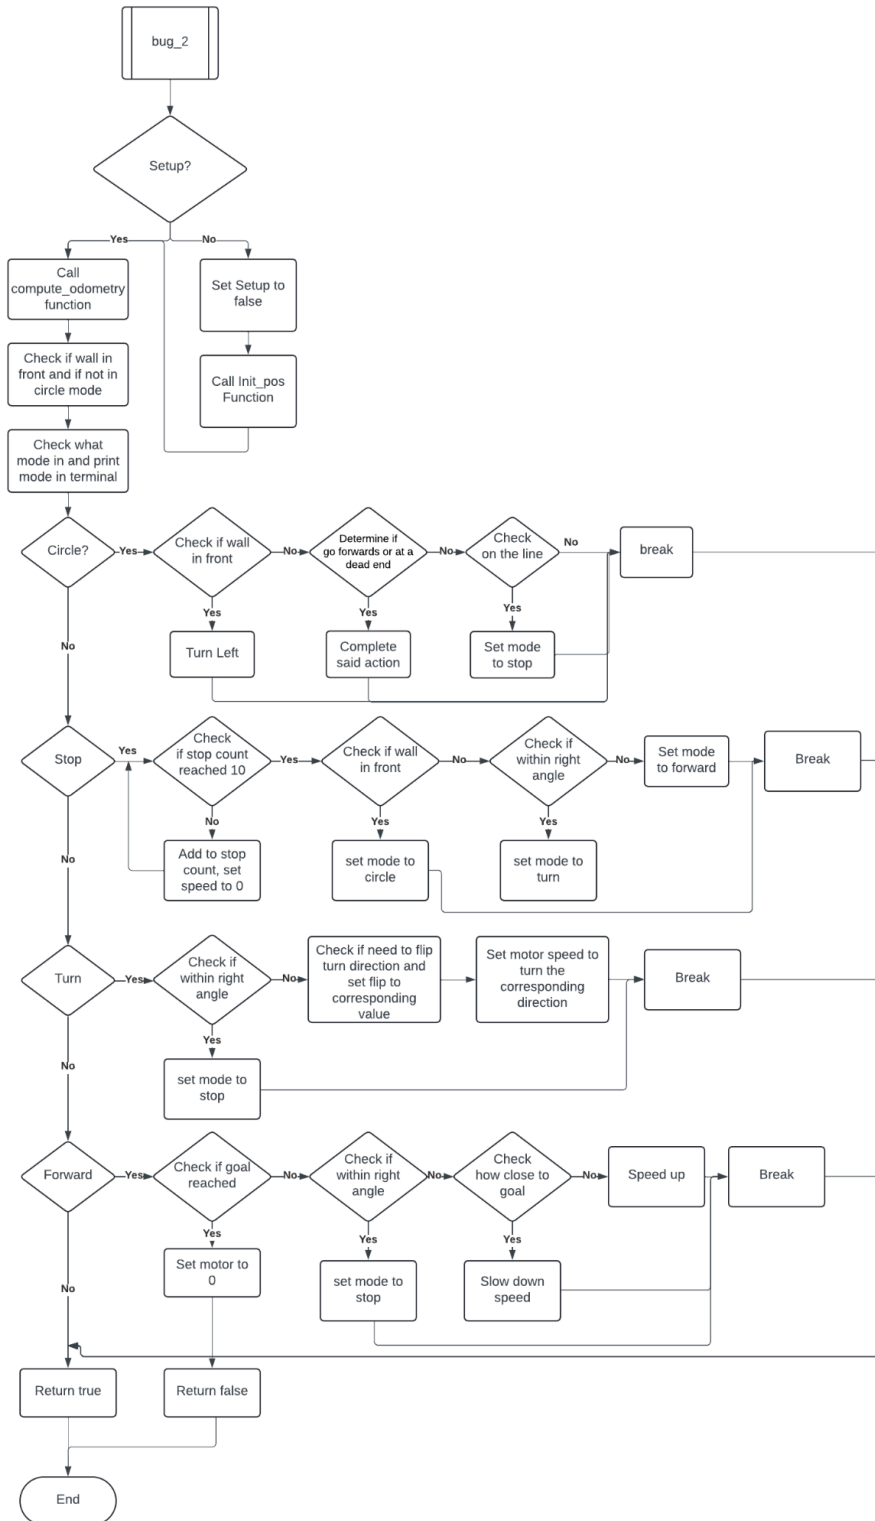 bug_2
Setup?
Yes
No
Call
compute_odometry
function
Set Setup to
false
Check if wall in
front and if not in
circle mode
Call Init_pos
Function
Check what
mode in and print
mode in terminal
Circle?
Yes
Check if wall
in front
No
Determine if
go forwards or at a
dead end
No
Check
on the line
No
break
Yes
Yes
Yes
No
Turn Left
Complete
said action
Set mode
to stop
Stop
Yes
Check
if stop count
reached 10
Yes
Check if wall
in front
No
Check if
within right
angle
No
Set mode
to forward
Break
No
Yes
Yes
No
Add to stop
count, set
speed to 0
set mode to
circle
set mode to
turn
Turn
Yes
Check if
within right
angle
No
Check if need to flip
turn direction and
set flip to
corresponding
value
Set motor speed to
turn the
corresponding
direction
Break
Yes
No
set mode to
stop
Forward
Yes
Check if goal
reached
No
Check if
within right
angle
No
Check
how close to
goal
No
Speed up
Break
Yes
Yes
Yes
No
Set motor to
0
set mode to
stop
Slow down
speed
Return true
Return false
End